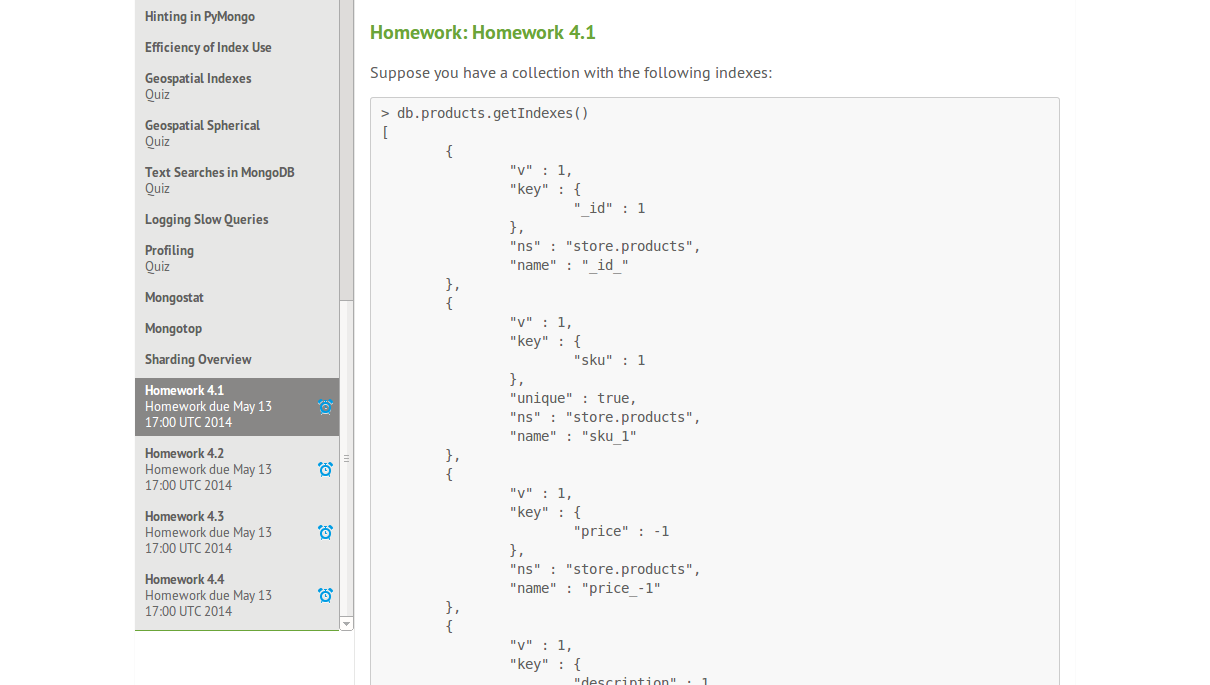 Hinting in PyMongo
Efficiency of Index Use
Geospatial Indexes
Quiz
Geospatial Spherical
Quiz
Text Searches in MongoDB
Quiz
Logging Slow Queries
Profiling
Quiz
Mongostat
Mongotop
Sharding Overview
Homework 4.1
Homework due May 13
17:00 UTC 2014
Homework 4.2
Homework due May 13
17:00 UTC 2014
Homework 4.3
Homework due May 13
17:00 UTC 2014
Homework 4.4
Homework due May 13
17:00 UTC 2014
Homework: Homework 4.1
Suppose you have a collection with the following indexes:
> db.products.getIndexes()
[
{
"v" : 1,
"key" : {
"_id" : 1
},
"ns" : "store.products",
"name" : "_id_"
},
{
"v" : 1,
"key" : {
"sku" : 1
},
"unique" : true,
"ns" : "store.products",
"name" : "sku_1"
},
{
"v" : 1,
"key" : {
"price" : -1
},
"ns" : "store.products",
"name" : "price_-1"
},
{
"v" : 1,
"key" : {
"description" : 1